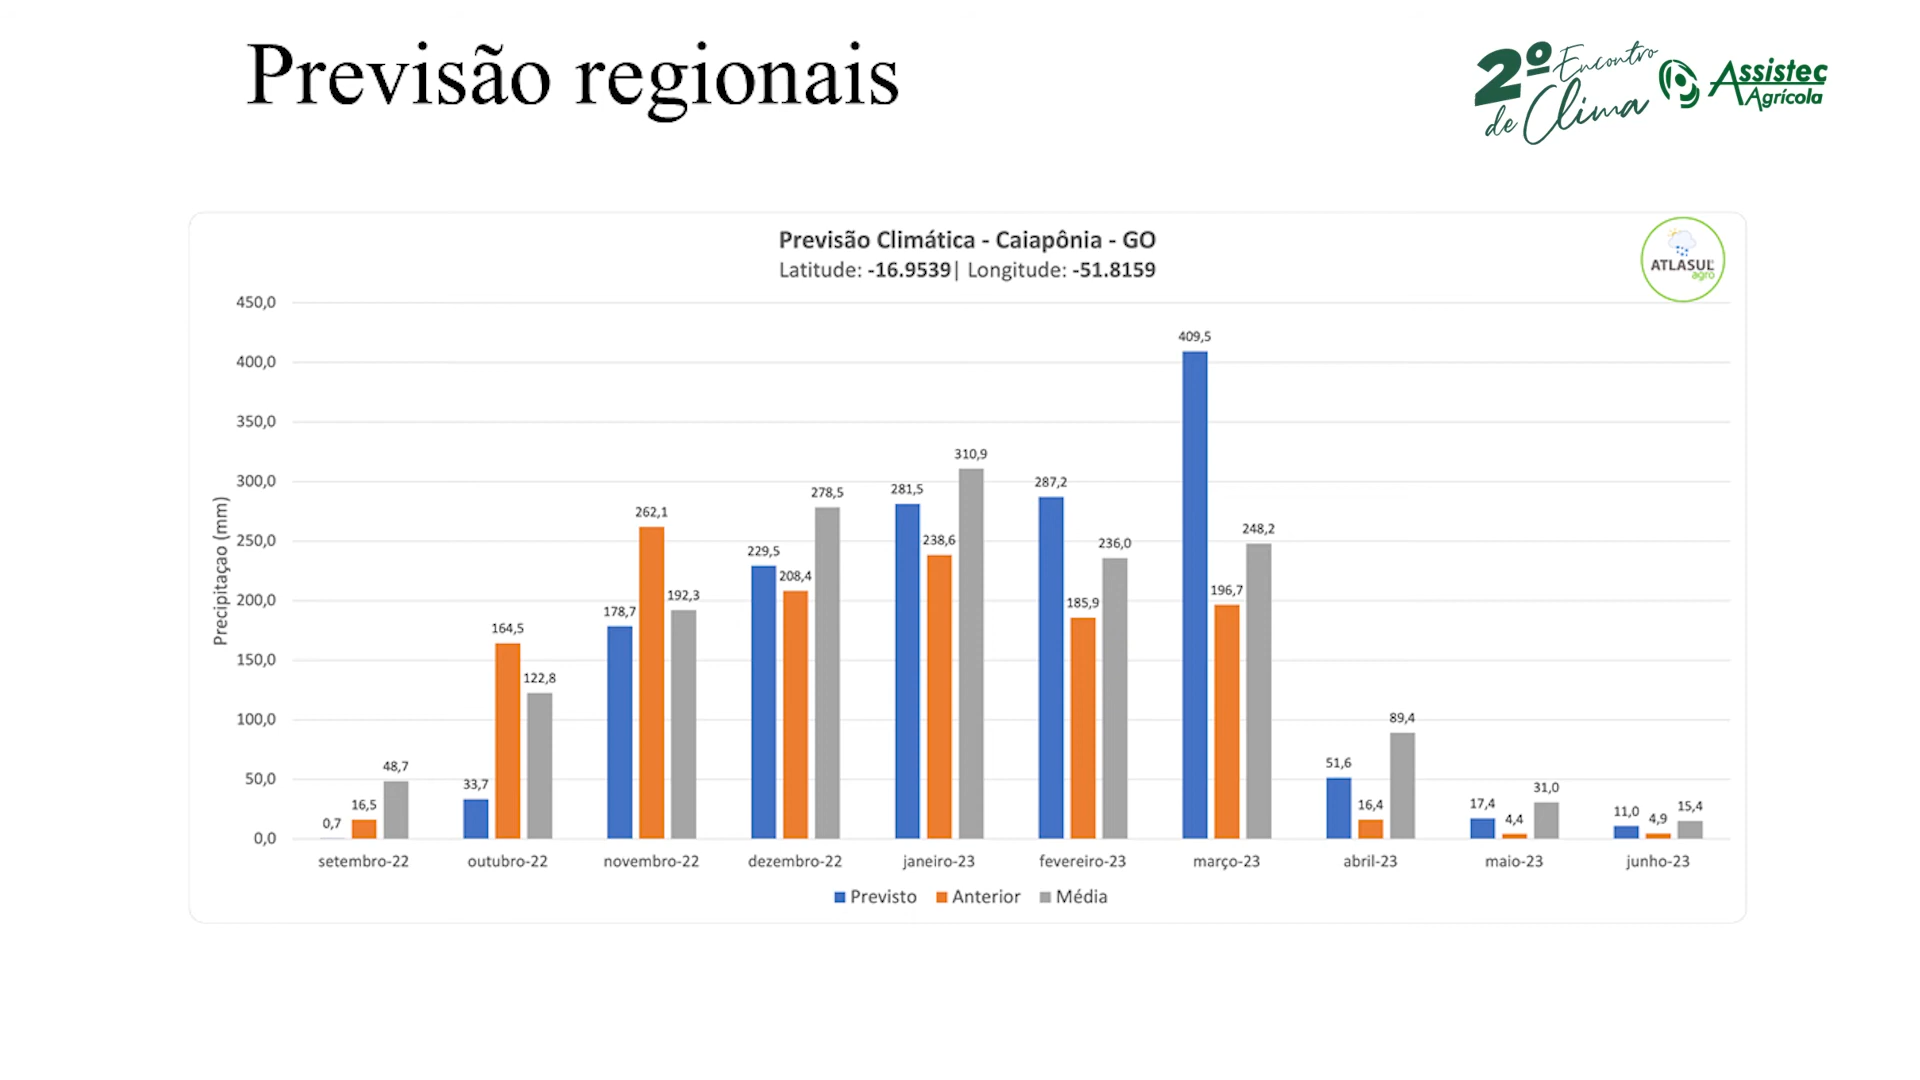 Previsão regionais
2º Encontro
de Clima
Assistec
Agrícola
Previsão Climática - Caiapônia - GO
Latitude: -16.9539| Longitude: -51.8159
ATLASUL
agro
Precipitaçao (mm)
450,0
400,0
350,0
300,0
250,0
200,0
150,0
100,0
50,0
0,0
0,7 16,5 48,7
33,7 164,5 122,8
178,7 262,1 192,3
229,5 208,4 278,5
281,5 238,6 310,9
287,2 185,9 236,0
409,5 196,7 248,2
51,6 16,4 89,4
17,4 4,4 31,0
11,0 4,9 15,4
setembro-22 outubro-22 novembro-22 dezembro-22 janeiro-23 fevereiro-23 março-23 abril-23 maio-23 junho-23
Previsto Anterior Média